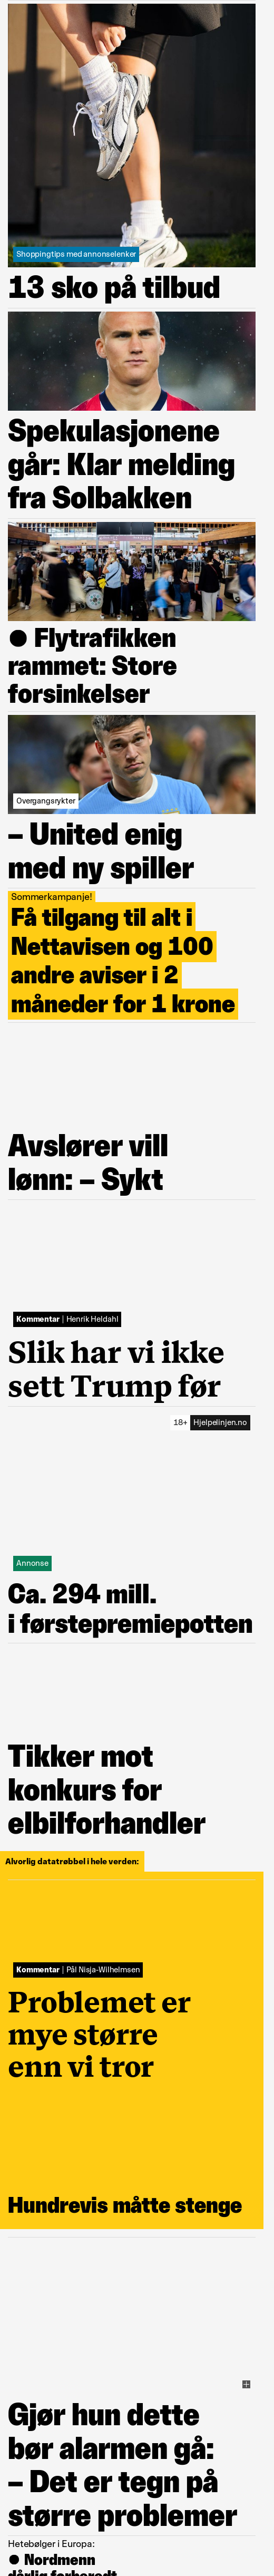 Shoppingtips med annonselenker
13 sko på tilbud
Spekulasjonene
går: Klar melding
fra Solbakken
● Flytrafikken
rammet: Store
forsinkelser
Overgangsrykter
– United enig
med ny spiller
Sommerkampanje!
Få tilgang til alt i
Nettavisen og 100
andre aviser i 2
måneder for 1 krone
Avslører vill
lønn: – Sykt
Kommentar | Henrik Heldahl
Slik har vi ikke
sett Trump før
18+ Hjelpelinjen.no
Annonse
Ca. 294 mill.
i førstepremiepotten
Tikker mot
konkurs for
elbilforhandler
Alvorlig datatrøbbel i hele verden:
Kommentar | Pål Nisja-Wilhelmsen
Problemet er
mye større
enn vi tror
Hundrevis måtte stenge
Gjør hun dette
bør alarmen gå:
– Det er tegn på
større problemer
Hetebølger i Europa:
● Nordmenn
dårlig forberedt